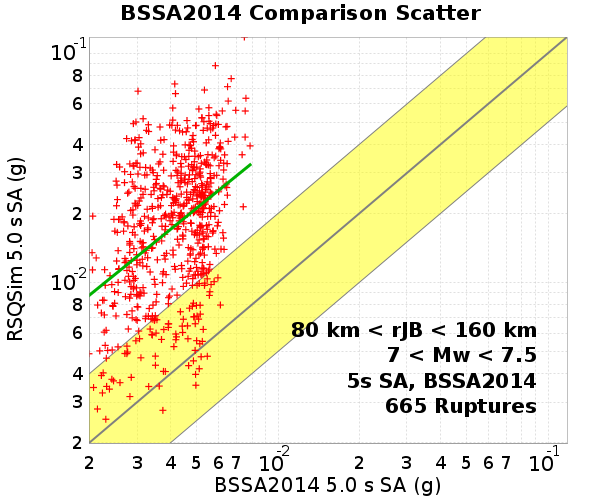 BSSA2014 Comparison Scatter
RSQSim 5.0 s SA (g)
10-1
8
6
4
3
2
10-2
8
6
4
3
2
80 km < rJB < 160 km
7 < Mw < 7.5
5s SA, BSSA2014
665 Ruptures
2 3 4 5 6 7 10-2 2 3 4 5 6 7 10-1
BSSA2014 5.0 s SA (g)